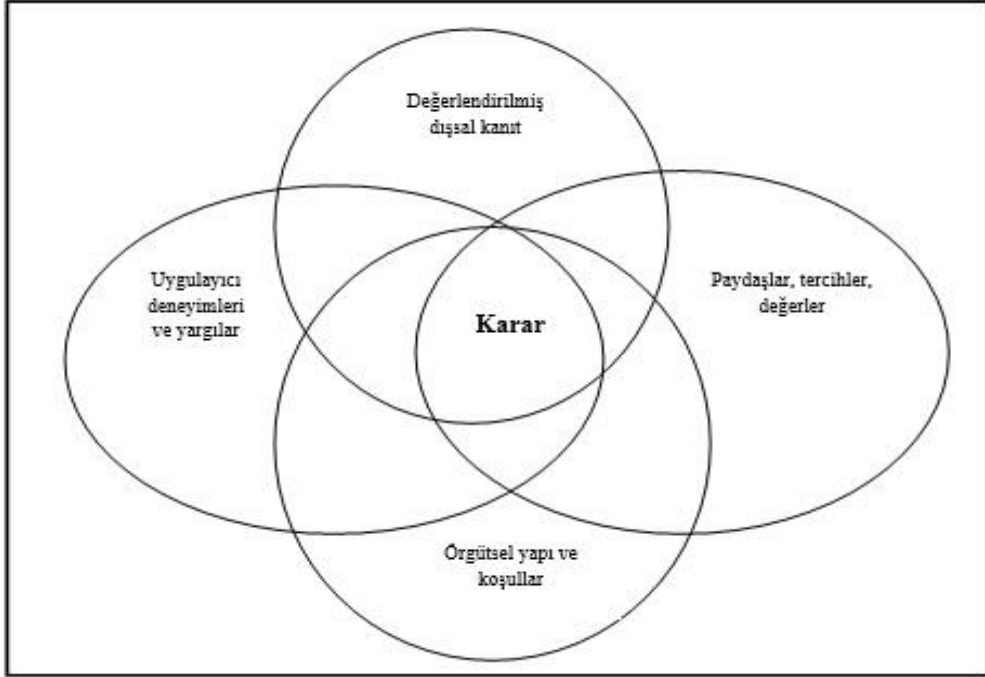 Değerlendirilmiş
dışsal kanıt
Uygulayıcı
deneyimleri
ve yargılar
Paydaşlar, tercihler,
değerler
Karar
Örgütsel yapı ve
koşullar